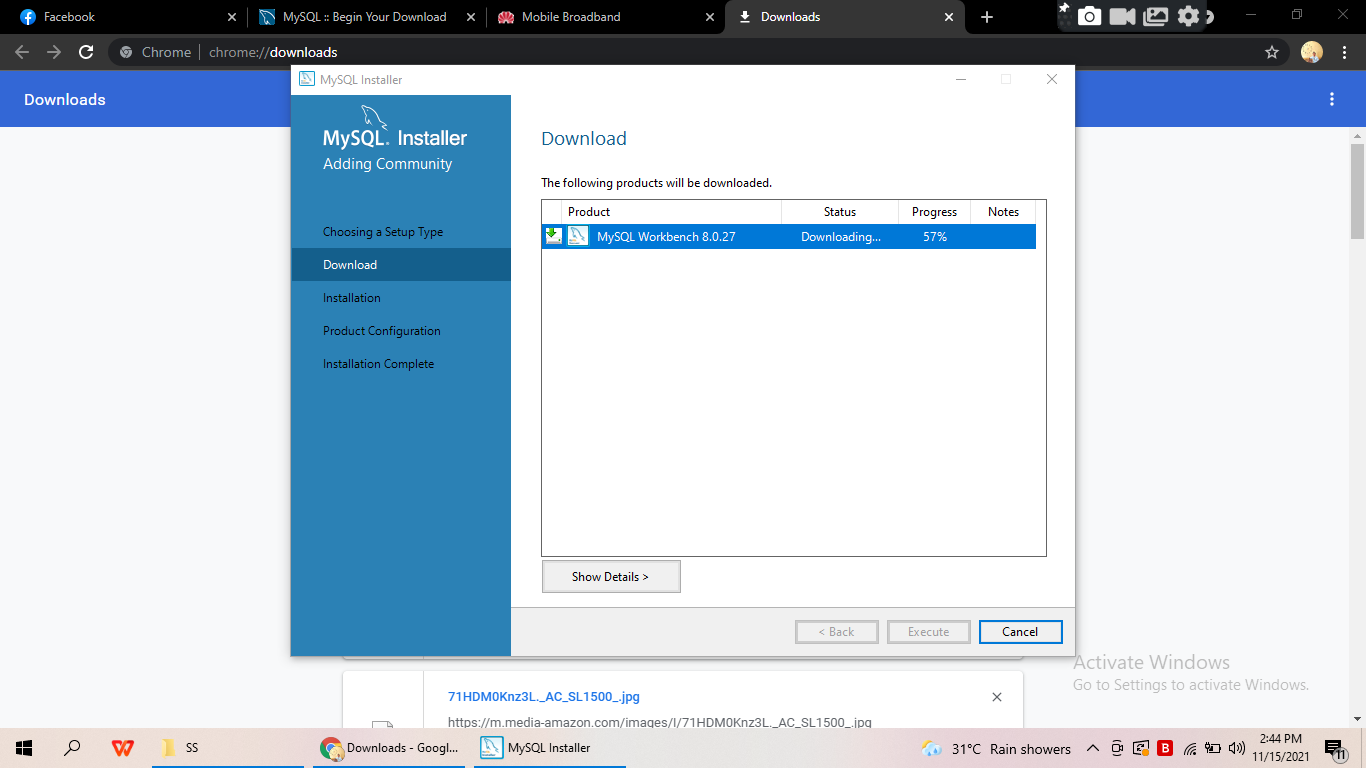 Facebook
MySQL :: Begin Your Download
Mobile Broadband
Downloads
Chrome
chrome://downloads
Downloads
MySQL Installer
MySQL. Installer
Adding Community
Choosing a Setup Type
Download
Installation
Product Configuration
Installation Complete
Download
The following products will be downloaded.
Product Status Progress Notes
MySQL Workbench 8.0.27 Downloading... 57%
Show Details >
< Back Execute Cancel
Activate Windows
Go to Settings to activate Windows.
71HDM0Knz3L._AC_SL1500_.jpg
https://m.media-amazon.com/images/I/71HDM0Knz3L._AC_SL1500_.jpg
SS
Downloads - Googl...
MySQL Installer
31°C Rain showers
B
2:44 PM
11/15/2021
11